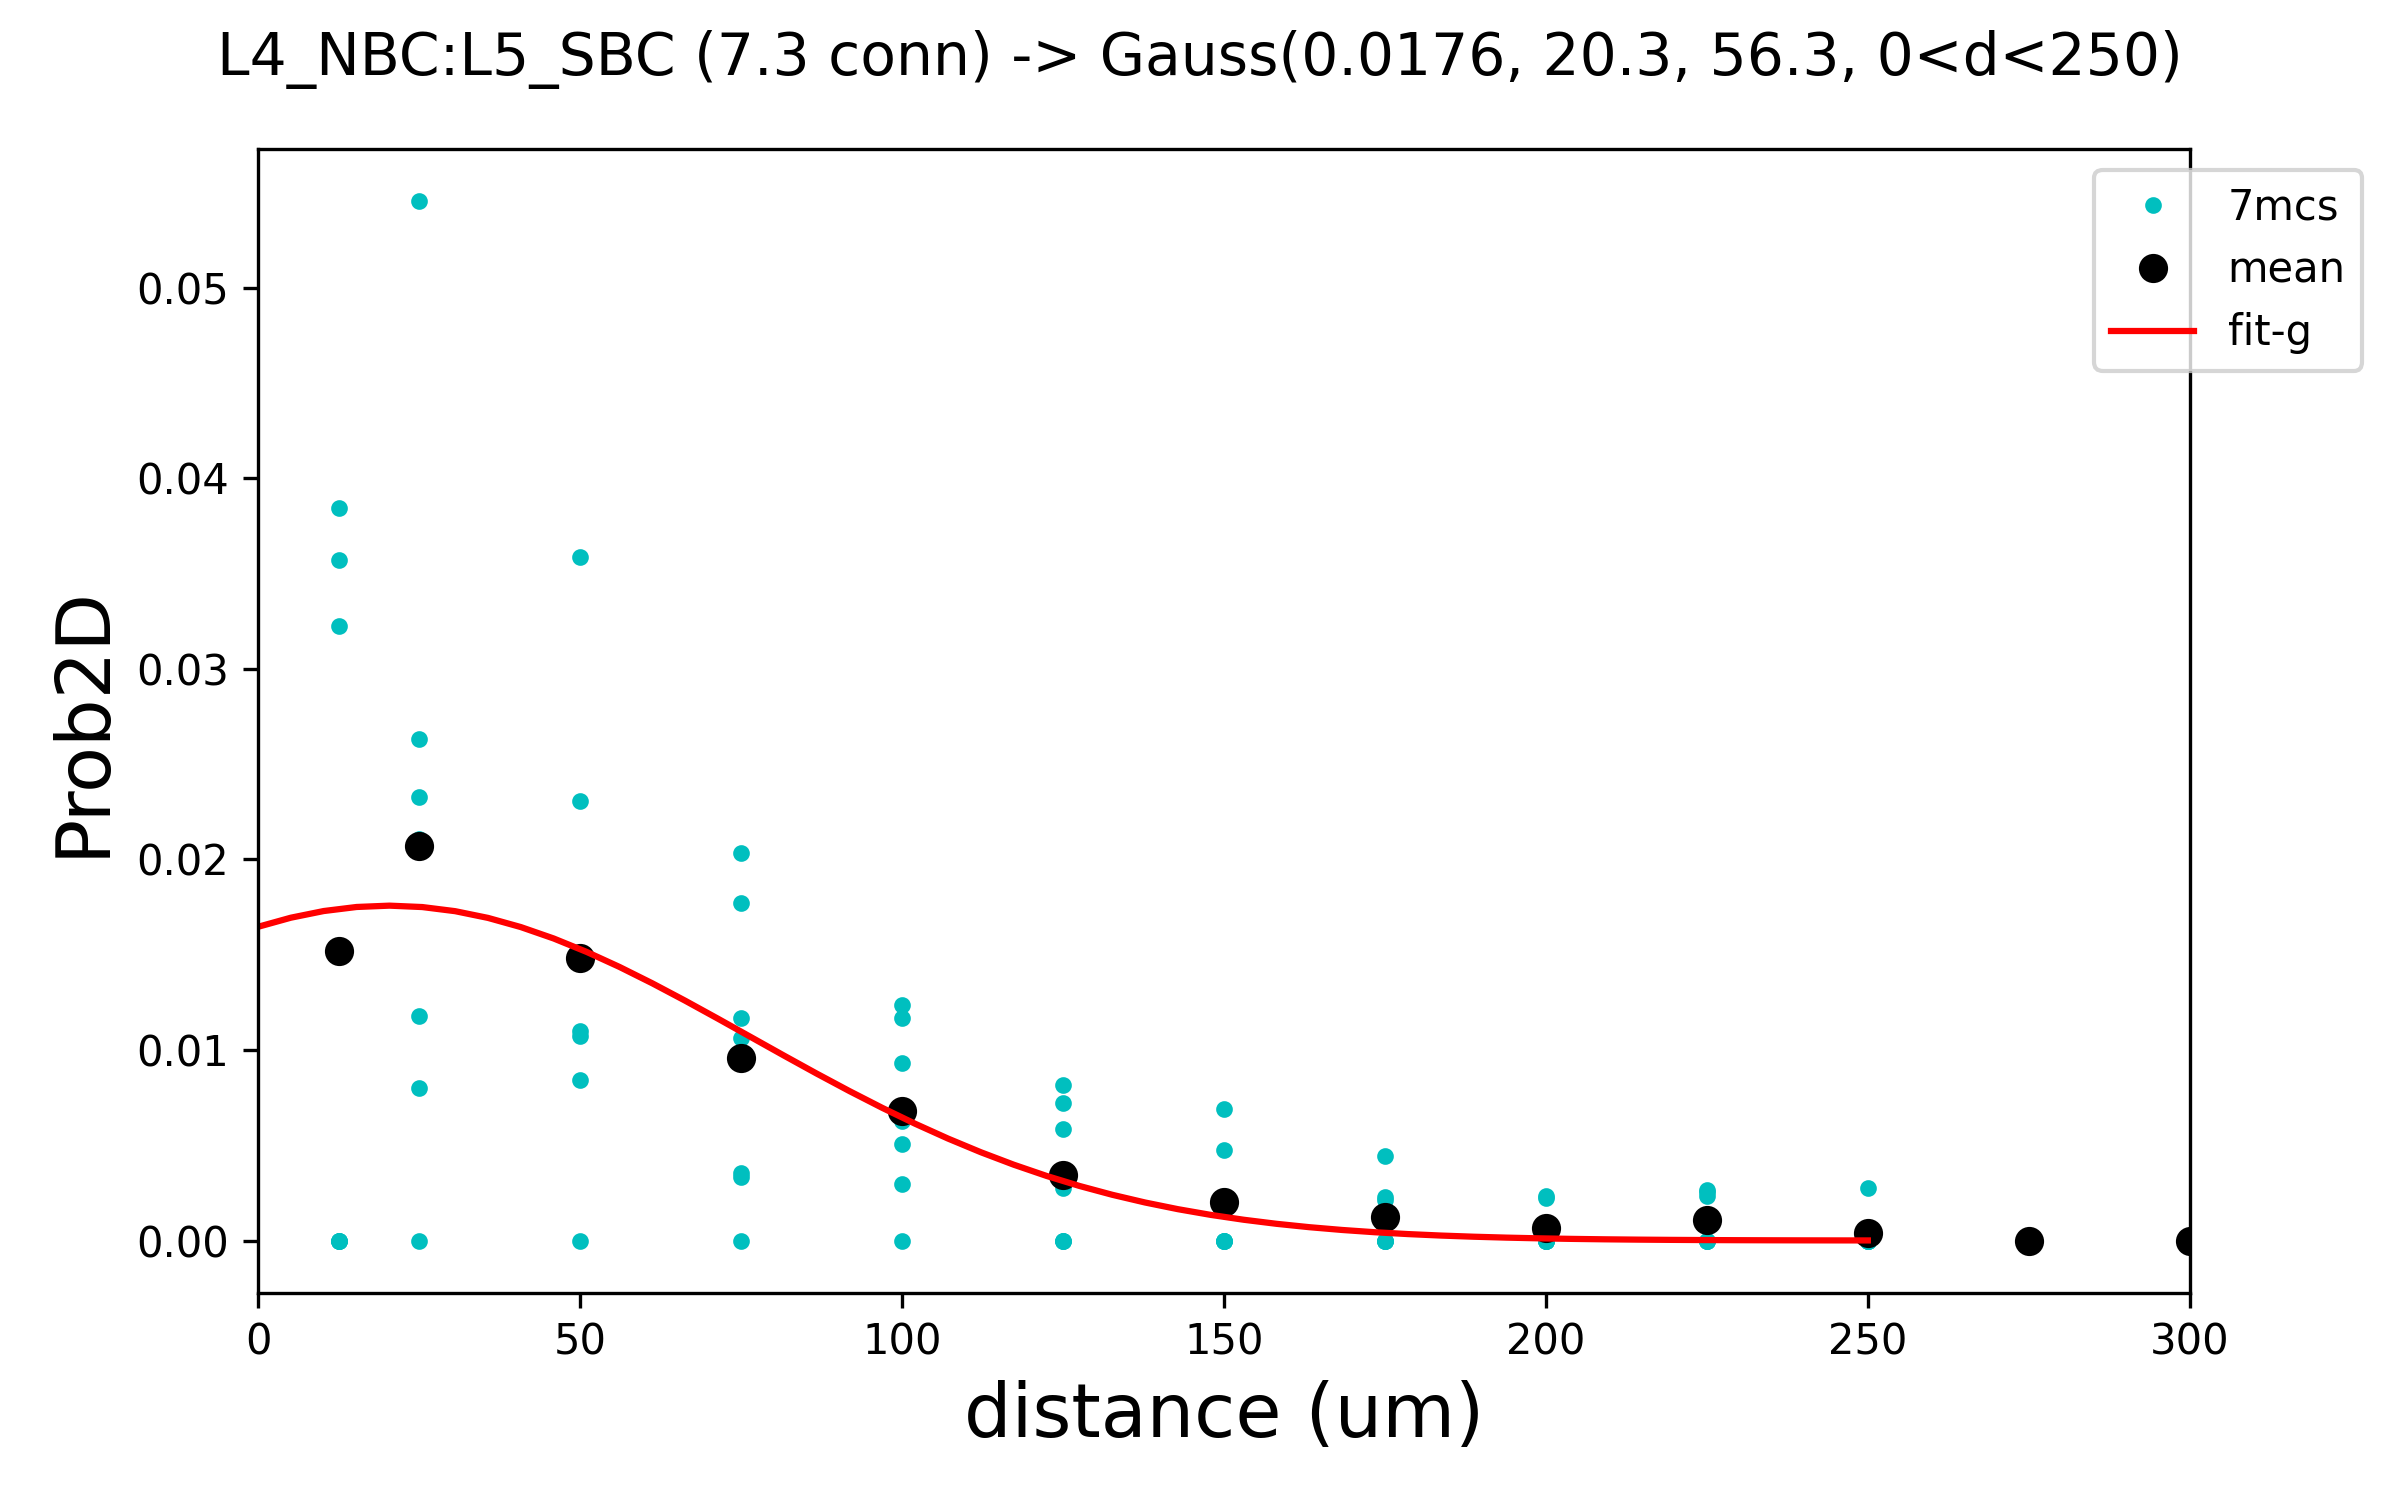 L4_NBC:L5_SBC (7.3 conn) -> Gauss(0.0176, 20.3, 56.3, 0<d<250)
7mcs
mean
fit-g
Prob2D
0.05
0.04
0.03
0.02
0.01
0.00
0 50 100 150 200 250 300
distance (um)